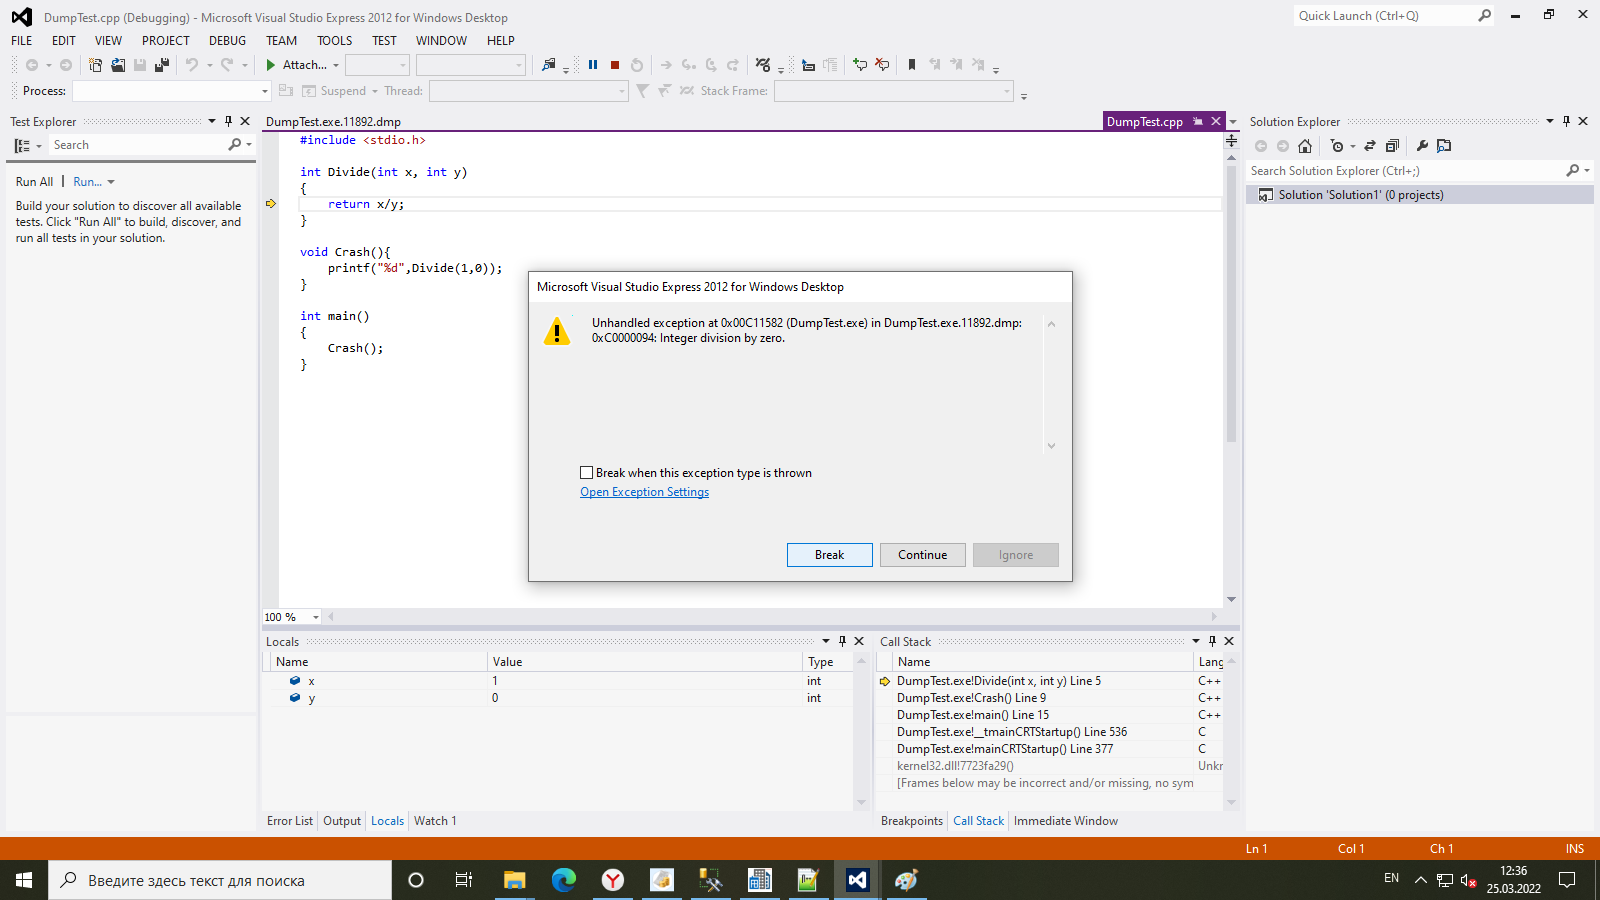 DumpTest.cpp (Debugging) - Microsoft Visual Studio Express 2012 for Windows Desktop
Quick Launch (Ctrl+Q)
FILE EDIT VIEW PROJECT DEBUG TEAM TOOLS TEST WINDOW HELP
Attach...
Process: Suspend Thread: Stack Frame:
Test Explorer
Search
Run All | Run...
Build your solution to discover all available
tests. Click "Run All" to build, discover, and
run all tests in your solution.
DumpTest.exe.11892.dmp
DumpTest.cpp
#include <stdio.h>
int Divide(int x, int y)
{
return x/y;
}
void Crash(){
printf("%d",Divide(1,0));
}
int main()
{
Crash();
}
100 %
Microsoft Visual Studio Express 2012 for Windows Desktop
Unhandled exception at 0x00C11582 (DumpTest.exe) in DumpTest.exe.11892.dmp:
0xC0000094: Integer division by zero.
Break when this exception type is thrown
Open Exception Settings
Break Continue Ignore
Solution Explorer
Search Solution Explorer (Ctrl+;)
Solution 'Solution1' (0 projects)
Locals
Name Value Type
x 1 int
y 0 int
Error List Output Locals Watch 1
Call Stack
Name Lang
DumpTest.exe!Divide(int x, int y) Line 5 C++
DumpTest.exe!Crash() Line 9 C++
DumpTest.exe!main() Line 15 C++
DumpTest.exe!__tmainCRTStartup() Line 536 C
DumpTest.exe!mainCRTStartup() Line 377 C
kernel32.dll!7723fa29() Unkr
[Frames below may be incorrect and/or missing, no sym
Breakpoints Call Stack Immediate Window
Ln 1 Col 1 Ch 1 INS
Введите здесь текст для поиска
EN
12:36
25.03.2022